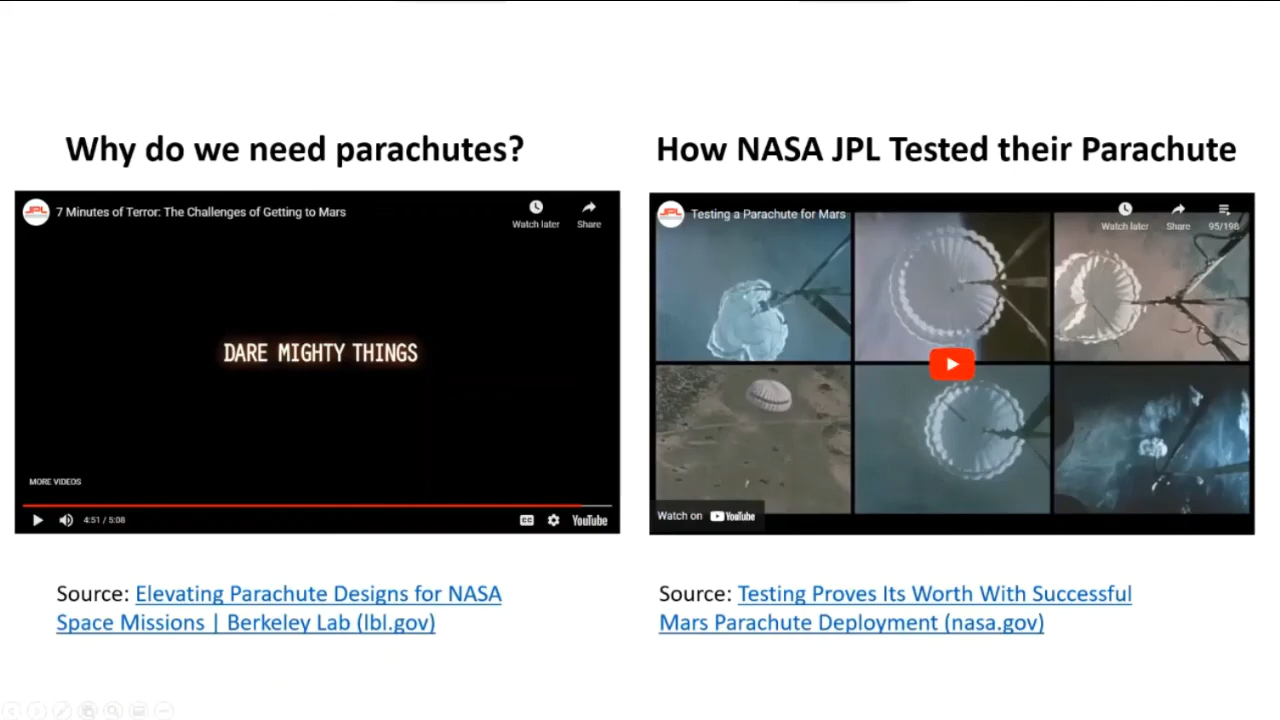 Why do we need parachutes?
JPL
7 Minutes of Terror: The Challenges of Getting to Mars
Watch later
Share
DARE MIGHTY THINGS
MORE VIDEOS
4:51 / 5:08
CC
YouTube
Source: Elevating Parachute Designs for NASA
Space Missions | Berkeley Lab (lbl.gov)
How NASA JPL Tested their Parachute
JPL
Testing a Parachute for Mars
Watch later
Share
95/198
Watch on YouTube
Source: Testing Proves Its Worth With Successful
Mars Parachute Deployment (nasa.gov)